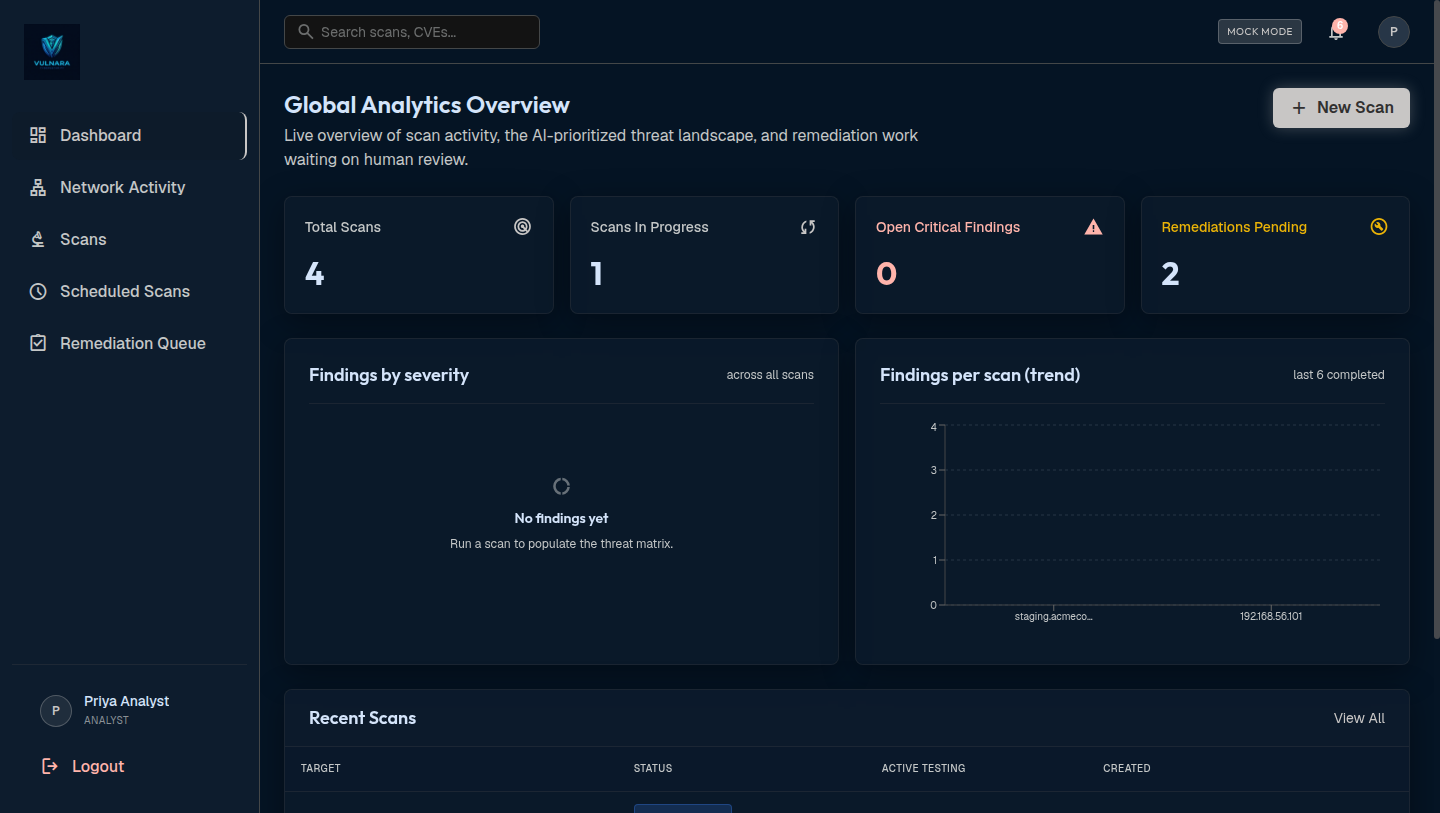 VULNARA
Search scans, CVEs...
MOCK MODE
6
P
Dashboard
Network Activity
Scans
Scheduled Scans
Remediation Queue
Global Analytics Overview
Live overview of scan activity, the AI-prioritized threat landscape, and remediation work
waiting on human review.
New Scan
Total Scans
4
Scans In Progress
1
Open Critical Findings
0
Remediations Pending
2
Findings by severity
across all scans
No findings yet
Run a scan to populate the threat matrix.
Findings per scan (trend)
last 6 completed
4
3
2
1
0
staging.acmeco...
192.168.56.101
Recent Scans
View All
TARGET
STATUS
ACTIVE TESTING
CREATED
P
Priya Analyst
ANALYST
Logout